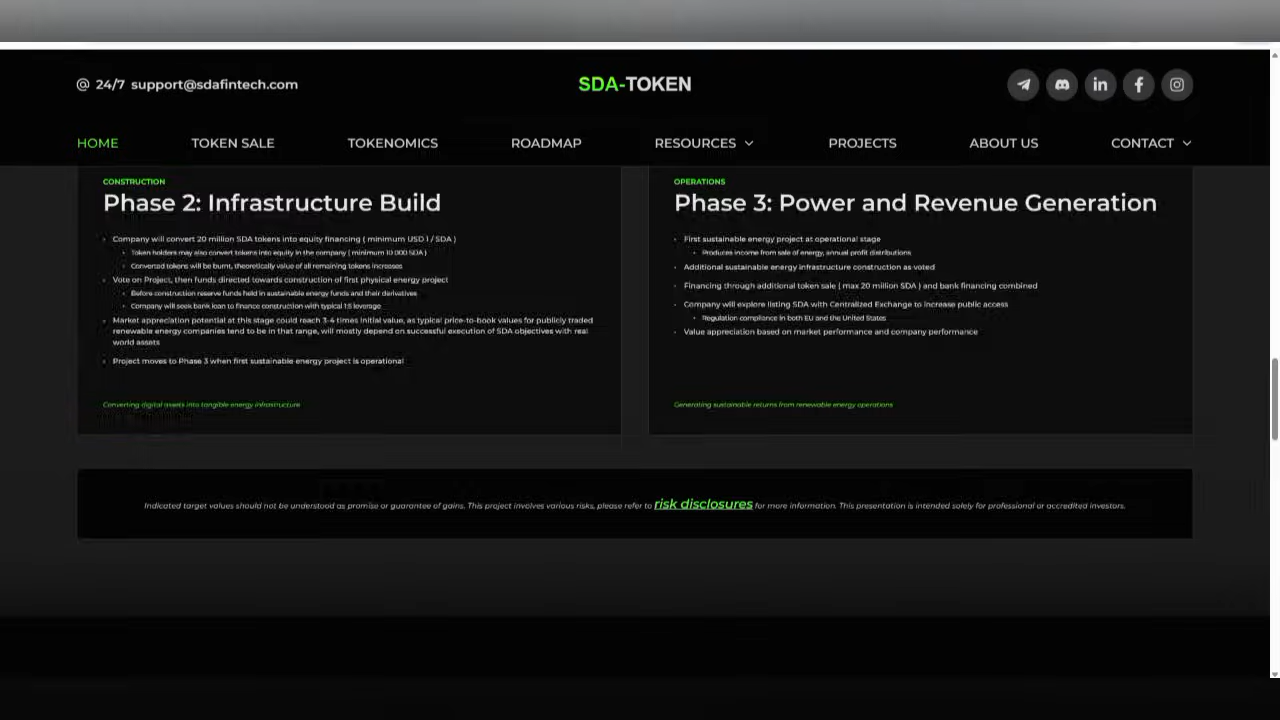 @ 24/7 support@sdafintech.com
SDA-TOKEN
HOME TOKEN SALE TOKENOMICS ROADMAP RESOURCES PROJECTS ABOUT US CONTACT
CONSTRUCTION
Phase 2: Infrastructure Build
Company will convert 20 million SDA tokens into equity financing ( minimum USD 1 / SDA )
Token holders may also convert tokens into equity in the company ( minimum 10 000 SDA )
Converted tokens will be burnt, theoretically value of all remaining tokens increases
Vote on Project, then funds directed towards construction of first physical energy project
Before construction reserve funds held in sustainable energy funds and their derivatives
Company will seek bank loan to finance construction with typical 1:5 leverage
Market appreciation potential at this stage could reach 3-4 times initial value, as typical price-to-book values for publicly traded
renewable energy companies tend to be in that range, will mostly depend on successful execution of SDA objectives with real
world assets
Project moves to Phase 3 when first sustainable energy project is operational
Converting digital assets into tangible energy infrastructure
OPERATIONS
Phase 3: Power and Revenue Generation
First sustainable energy project at operational stage
Produces income from sale of energy, annual profit distributions
Additional sustainable energy infrastructure construction as voted
Financing through additional token sale ( max 20 million SDA ) and bank financing combined
Company will explore listing SDA with Centralized Exchange to increase public access
Regulation compliance in both EU and the United States
Value appreciation based on market performance and company performance
Generating sustainable returns from renewable energy operations
Indicated target values should not be understood as promise or guarantee of gains. This project involves various risks, please refer to risk disclosures for more information. This presentation is intended solely for professional or accredited investors.